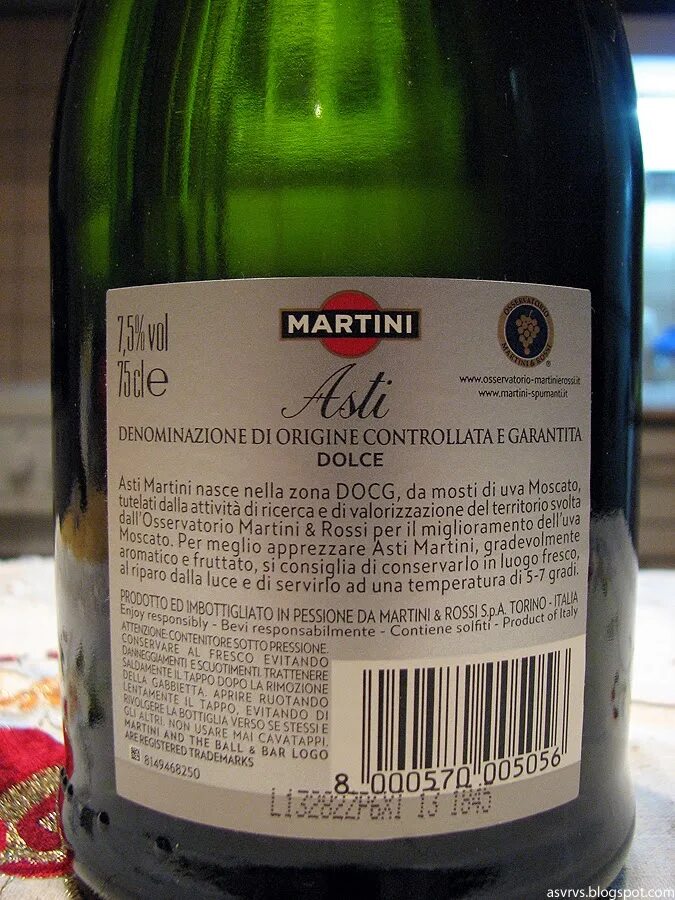 7,5% vol
75 cl e
MARTINI
OSSERVATORIO
MARTINI & ROSSI
®
www.osservatorio-martinierossi.it
www.martini-spumanti.it
Asti
DENOMINAZIONE DI ORIGINE CONTROLLATA E GARANTITA
DOLCE
Asti Martini nasce nella zona DOCG, da mosti di uva Moscato,
tutelati dalla attività di ricerca e di valorizzazione del territorio svolta
dall'Osservatorio Martini & Rossi per il miglioramento dell'uva
Moscato. Per meglio apprezzare Asti Martini, gradevolmente
aromatico e fruttato, si consiglia di conservarlo in luogo fresco,
al riparo dalla luce e di servirlo ad una temperatura di 5-7 gradi.
PRODOTTO ED IMBOTTIGLIATO IN PESSIONE DA MARTINI & ROSSI S.p.A. TORINO - ITALIA
Enjoy responsibly - Bevi responsabilmente - Contiene solfiti - Product of Italy
ATTENZIONE: CONTENITORE SOTTO PRESSIONE.
CONSERVARE AL FRESCO EVITANDO
DANNEGGIAMENTI E SCUOTIMENTI. TRATTENERE
SALDAMENTE IL TAPPO DOPO LA RIMOZIONE
DELLA GABBIETTA. APRIRE RUOTANDO
LENTAMENTE IL TAPPO, EVITANDO DI
RIVOLGERE LA BOTTIGLIA VERSO SE STESSI E
GLI ALTRI. NON USARE MAI CAVATAPPI.
MARTINI AND THE BALL & BAR LOGO
ARE REGISTERED TRADEMARKS
8149468250
8 000570 005056
13 1845
asvrvs.blogspot.com